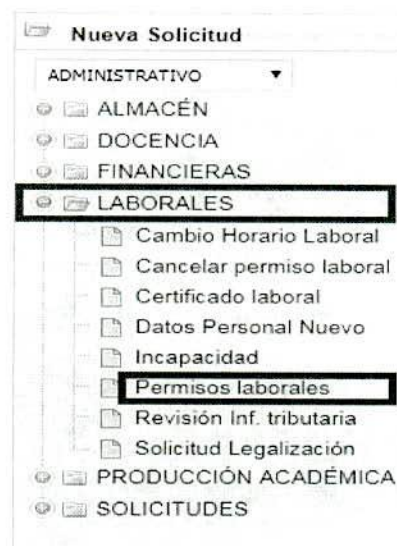 Nueva Solicitud
ADMINISTRATIVO
ALMACÉN
DOCENCIA
FINANCIERAS
LABORALES
Cambio Horario Laboral
Cancelar permiso laboral
Certificado laboral
Datos Personal Nuevo
Incapacidad
Permisos laborales
Revisión Inf. tributaria
Solicitud Legalización
PRODUCCIÓN ACADÉMICA
SOLICITUDES